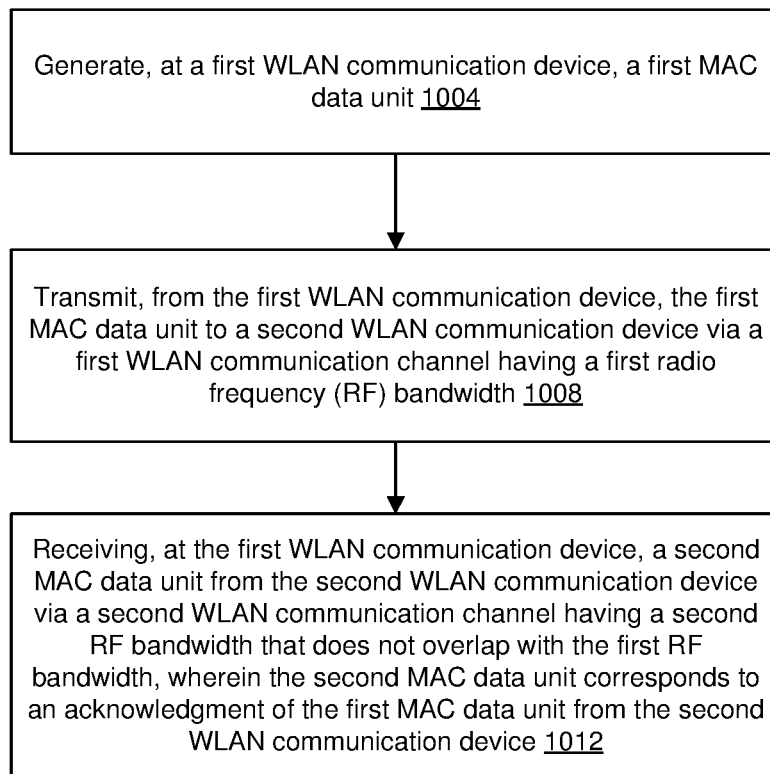 Generate, at a first WLAN communication device, a first MAC
data unit 1004
Transmit, from the first WLAN communication device, the first
MAC data unit to a second WLAN communication device via a
first WLAN communication channel having a first radio
frequency (RF) bandwidth 1008
Receiving, at the first WLAN communication device, a second
MAC data unit from the second WLAN communication device
via a second WLAN communication channel having a second
RF bandwidth that does not overlap with the first RF
bandwidth, wherein the second MAC data unit corresponds to
an acknowledgment of the first MAC data unit from the second
WLAN communication device 1012